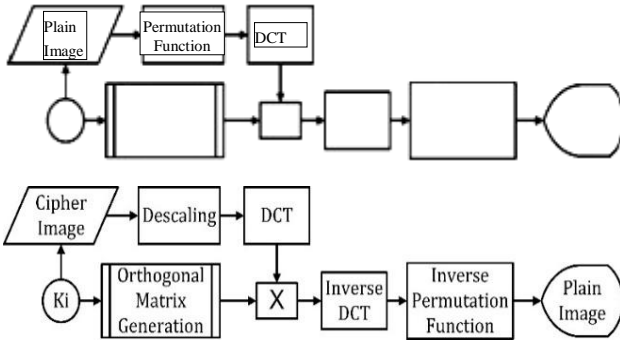 Plain
Image
Permutation
Function
DCT
Cipher
Image
Descaling
DCT
Ki
Orthogonal
Matrix
Generation
X
Inverse
DCT
Inverse
Permutation
Function
Plain
Image